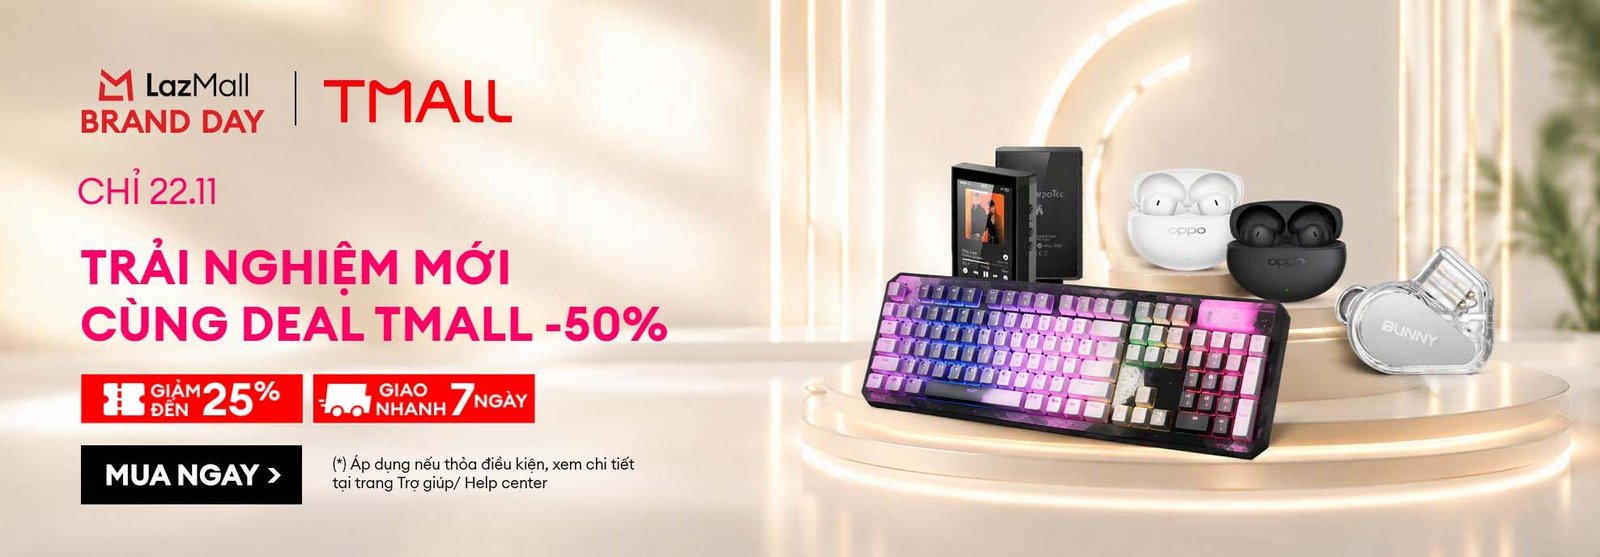 LazMall
BRAND DAY
TMALL
CHỈ 22.11
TRẢI NGHIỆM MỚI
CÙNG DEAL TMALL -50%
GIẢM ĐẾN 25%
GIAO NHANH 7 NGÀY
MUA NGAY >
(*) Áp dụng nếu thỏa điều kiện, xem chi tiết
tại trang Trợ giúp/ Help center
oppo
oppo
BUNNY